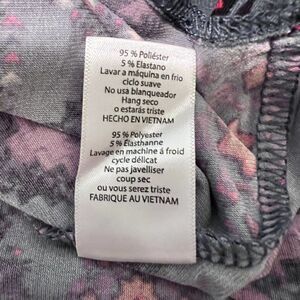 95 % Poliéster
5 % Elastano
Lavar a màquina en frio
ciclo suave
No usa blanqueador
Hang seco
o estarás triste
HECHO EN VIETNAM
95 % Polyester
5 % Élasthanne
Lavage en machine á froid
cycle délicat
Ne pas javelliser
coup sec
ou vous serez triste
FABRIQUE AU VIETNAM